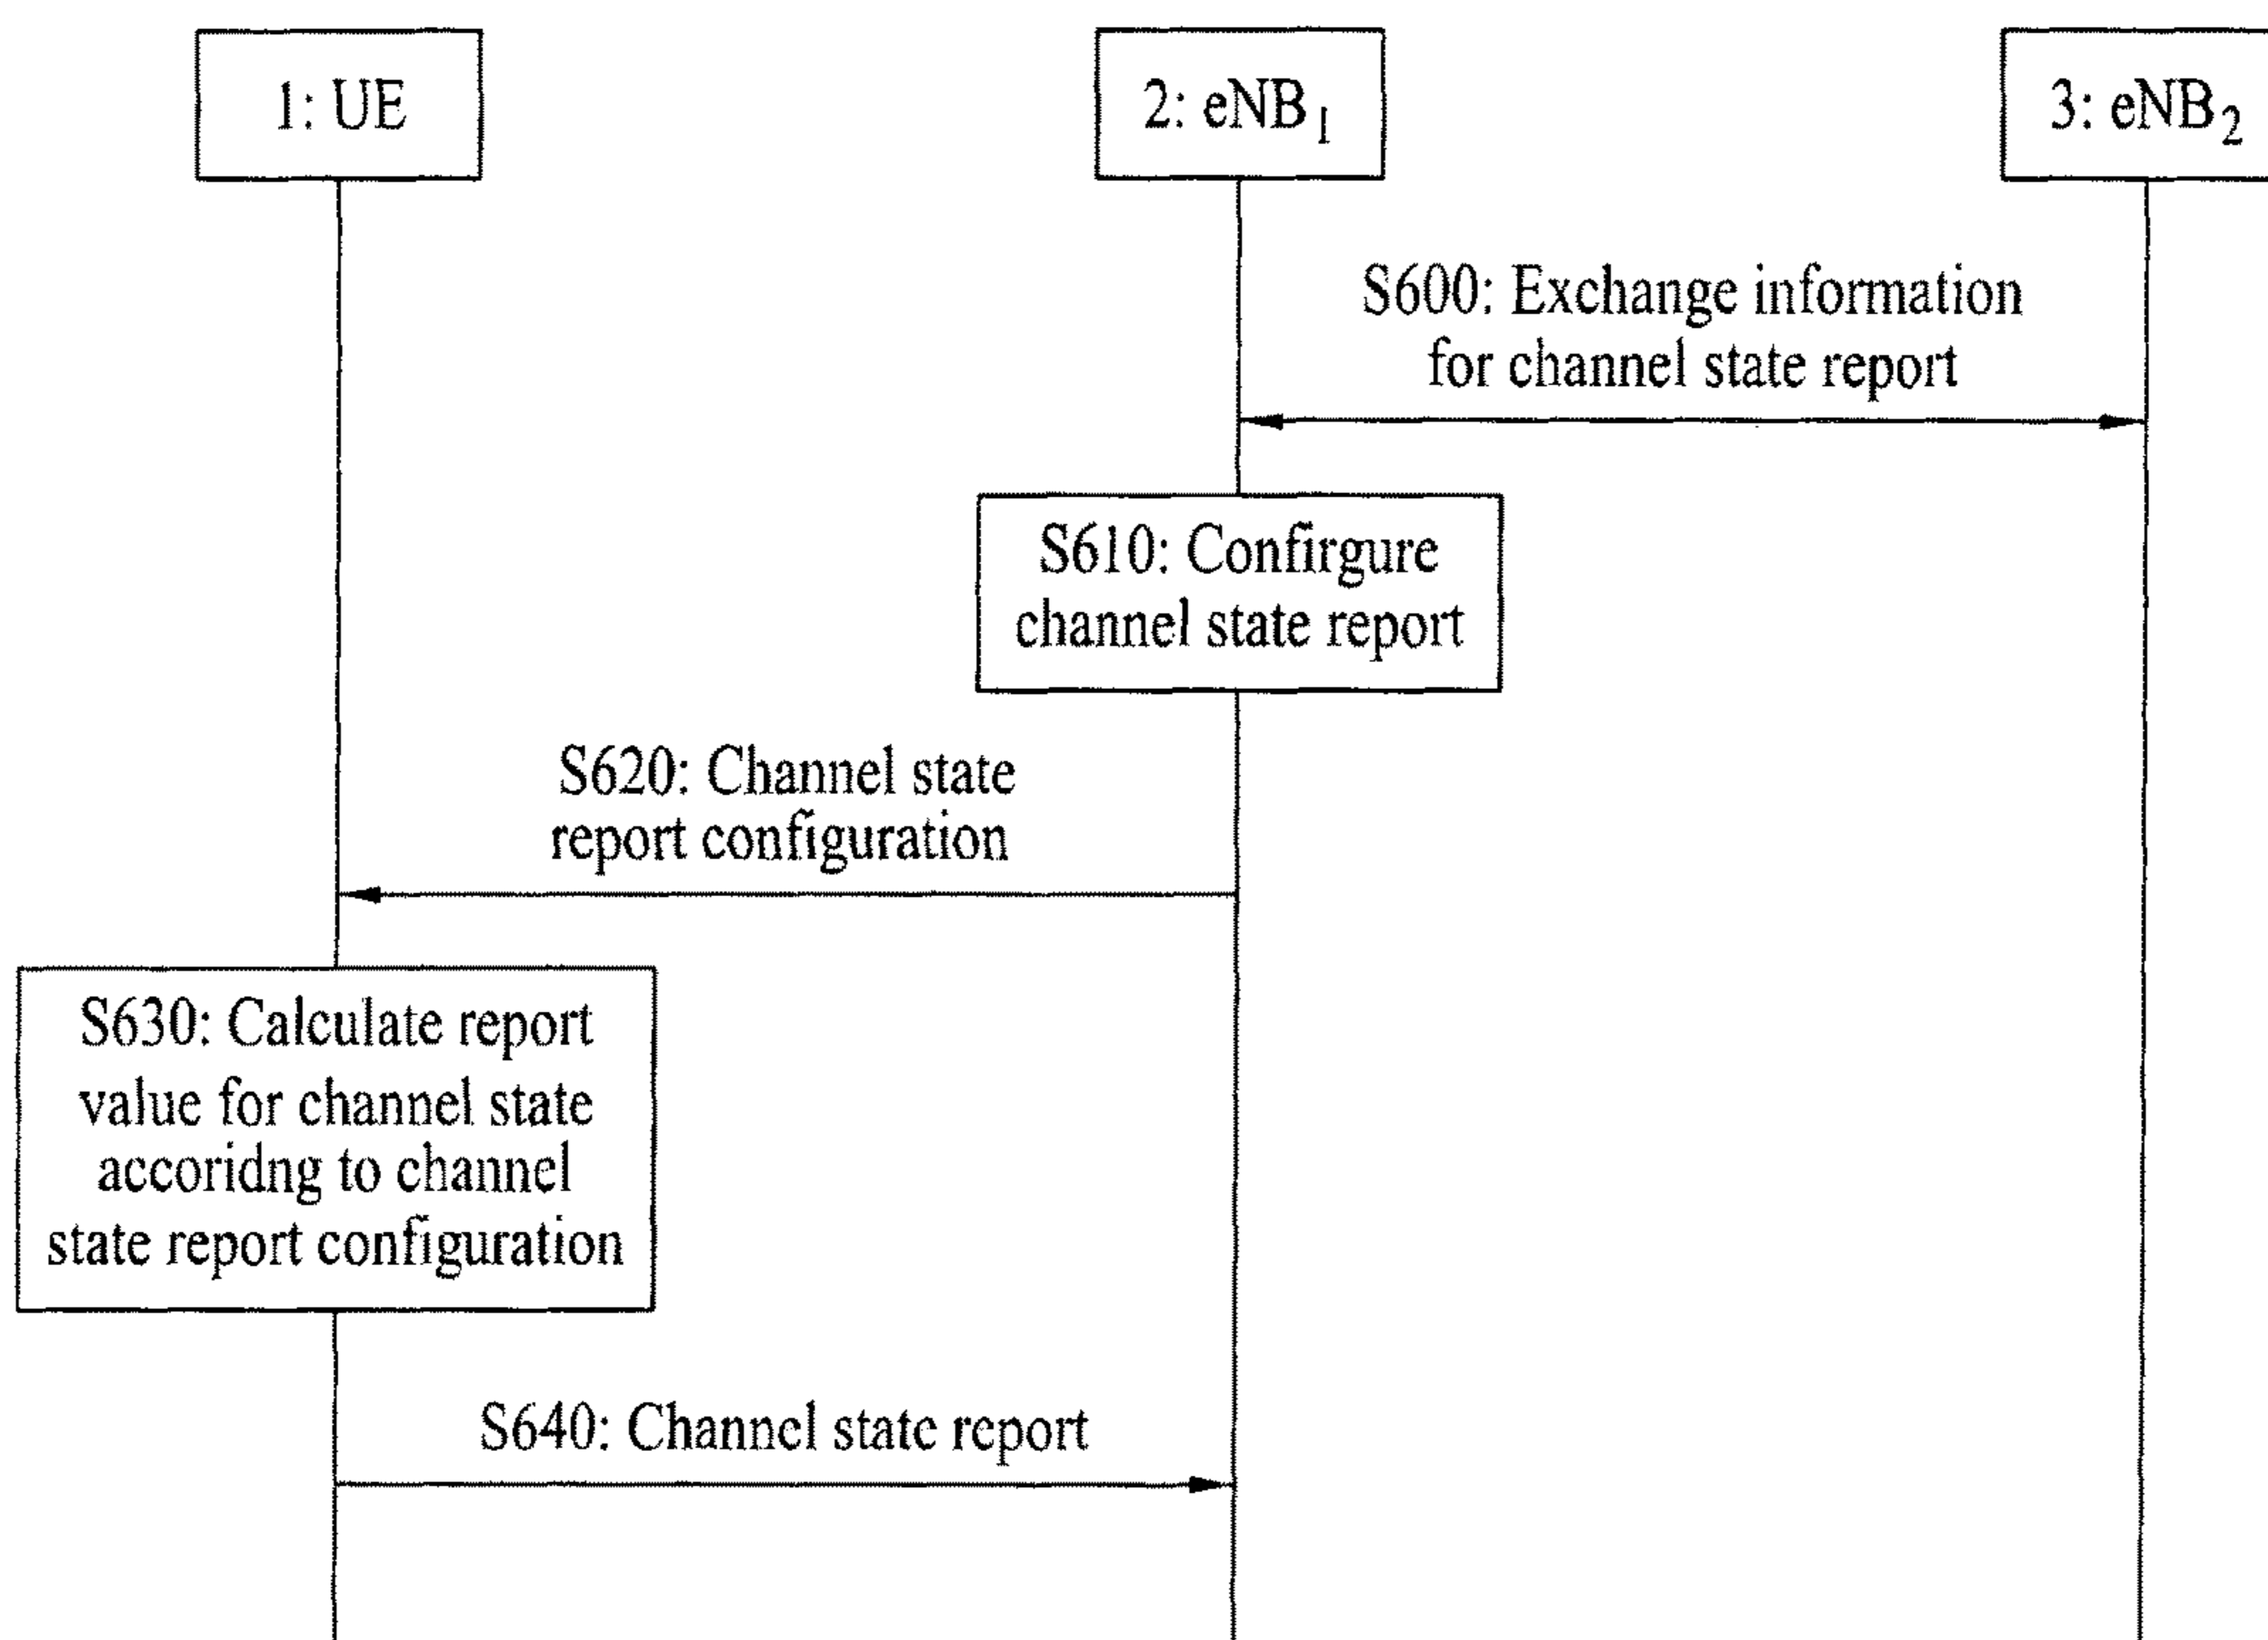 1: UE
2: eNB1
3: eNB2
S600: Exchange information
for channel state report
S610: Confirgure
channel state report
S620: Channel state
report configuration
S630: Calculate report
value for channel state
accoridng to channel
state report configuration
S640: Channel state report